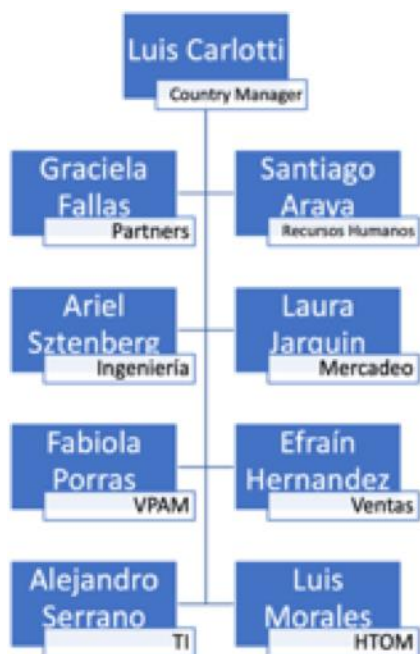 Luis Carlotti
Country Manager
Graciela
Fallas
Partners
Santiago
Araya
Recursos Humanos
Ariel
Sztenberg
Ingeniería
Laura
Jarquin
Mercadeo
Fabiola
Porras
VPAM
Efraín
Hernandez
Ventas
Alejandro
Serrano
TI
Luis
Morales
HTOM